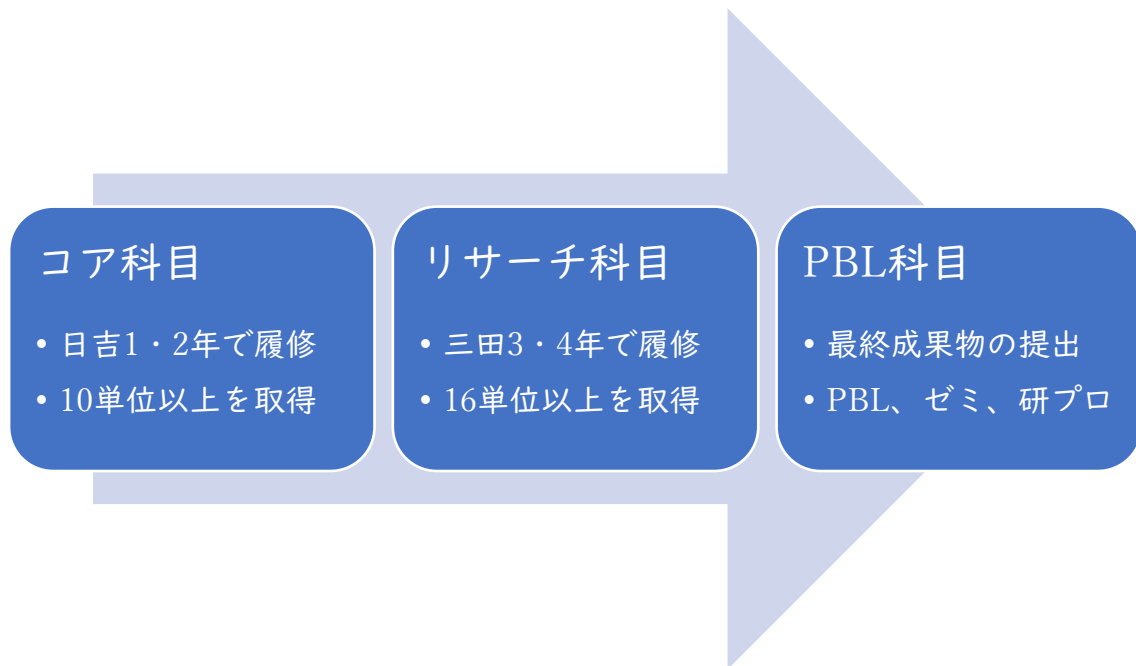 コア科目
• 日吉1・2年で履修
• 10単位以上を取得
リサーチ科目
• 三田3・4年で履修
• 16単位以上を取得
PBL科目
• 最終成果物の提出
• PBL、ゼミ、研プロ